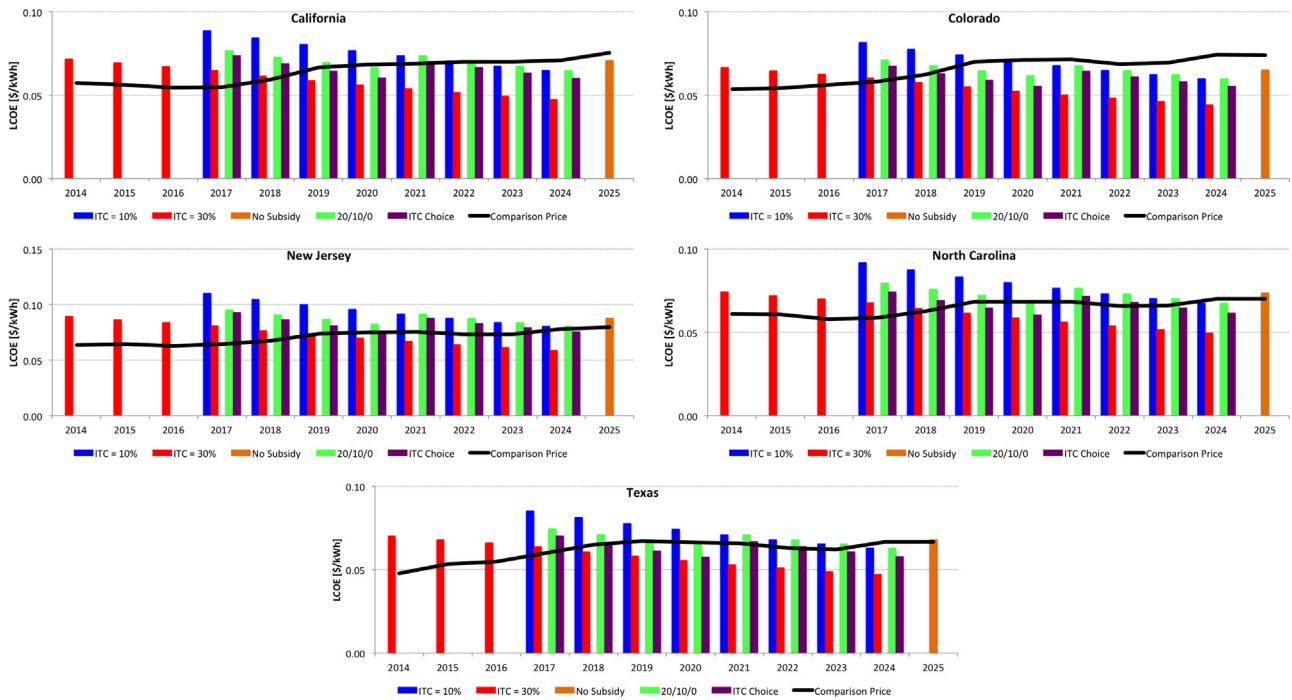 California
LCOE [$/kWh]
0.10
0.05
0.00
2014 2015 2016 2017 2018 2019 2020 2021 2022 2023 2024 2025
ITC = 10% ITC = 30% No Subsidy 20/10/0 ITC Choice Comparison Price
Colorado
LCOE [$/kWh]
0.10
0.05
0.00
2014 2015 2016 2017 2018 2019 2020 2021 2022 2023 2024 2025
ITC = 10% ITC = 30% No Subsidy 20/10/0 ITC Choice Comparison Price
New Jersey
LCOE [$/kWh]
0.15
0.10
0.05
0.00
2014 2015 2016 2017 2018 2019 2020 2021 2022 2023 2024 2025
ITC = 10% ITC = 30% No Subsidy 20/10/0 ITC Choice Comparison Price
North Carolina
LCOE [$/kWh]
0.10
0.05
0.00
2014 2015 2016 2017 2018 2019 2020 2021 2022 2023 2024 2025
ITC = 10% ITC = 30% No Subsidy 20/10/0 ITC Choice Comparison Price
Texas
LCOE [$/kWh]
0.10
0.05
0.00
2014 2015 2016 2017 2018 2019 2020 2021 2022 2023 2024 2025
ITC = 10% ITC = 30% No Subsidy 20/10/0 ITC Choice Comparison Price